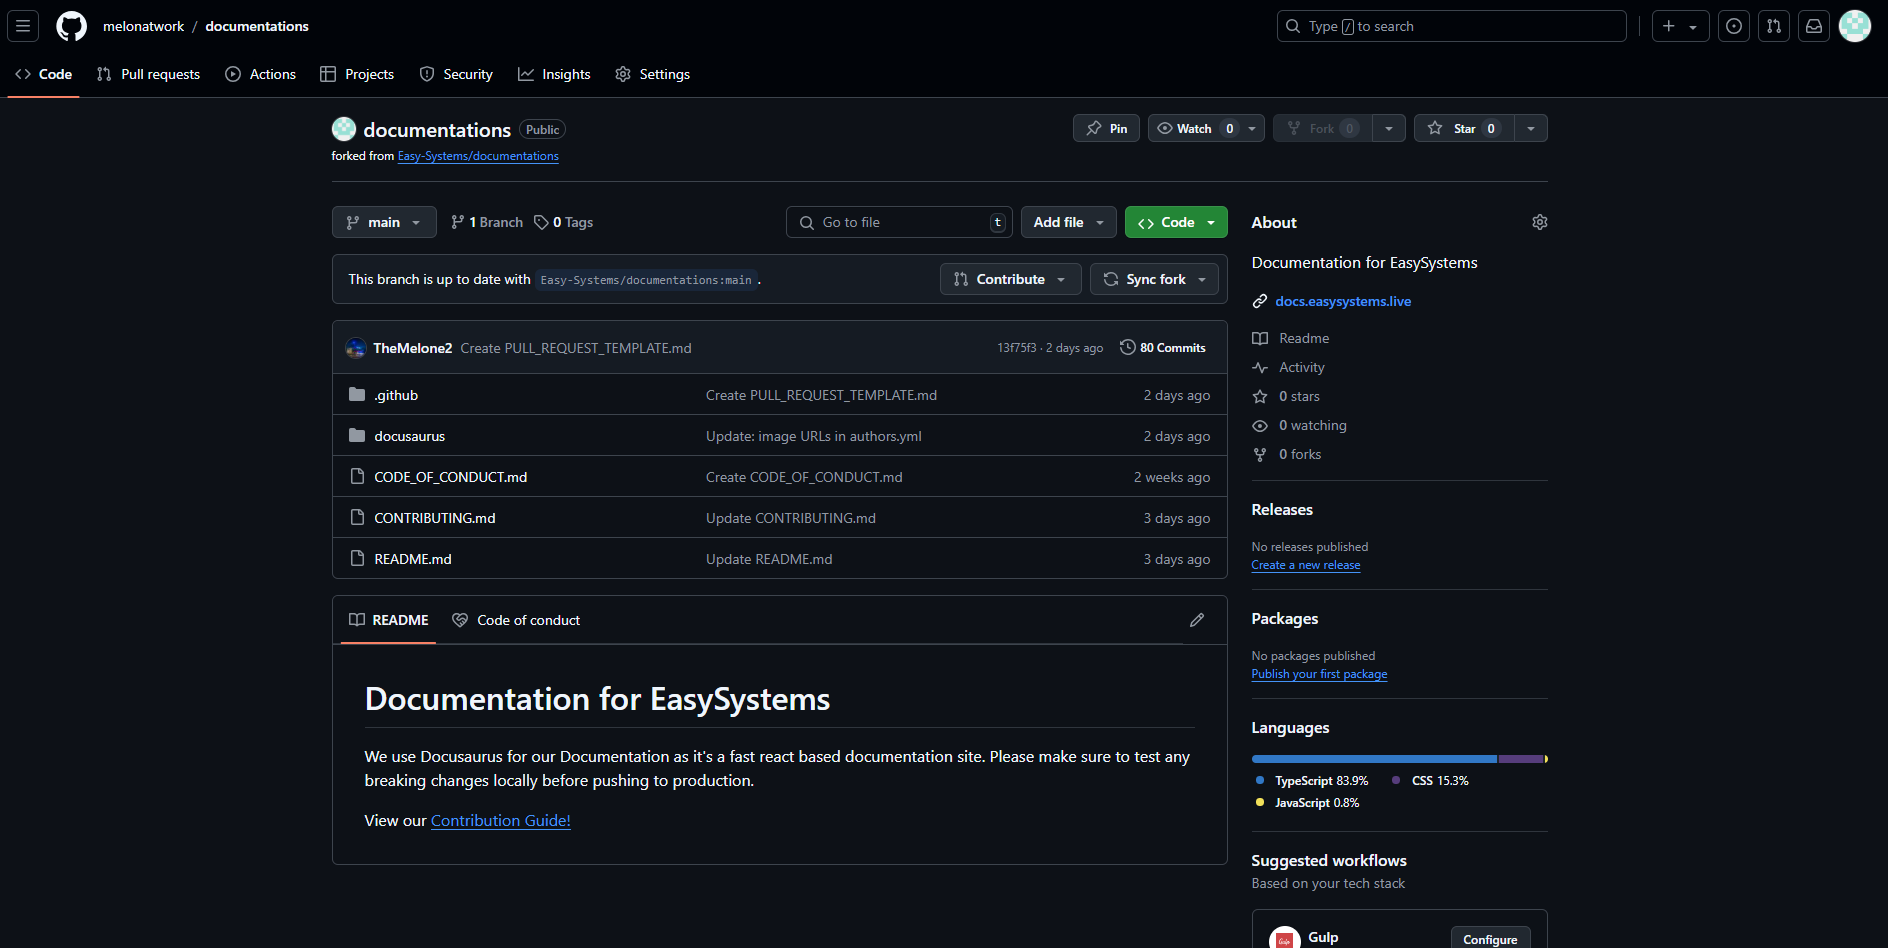 melonatwork / documentations
Type / to search
Code
Pull requests
Actions
Projects
Security
Insights
Settings
documentations Public
forked from Easy-Systems/documentations
Pin
Watch 0
Fork 0
Star 0
main
1 Branch
0 Tags
Go to file t
Add file
Code
This branch is up to date with Easy-Systems/documentations:main .
Contribute
Sync fork
TheMelone2 Create PULL_REQUEST_TEMPLATE.md 13f75f3 · 2 days ago 80 Commits
.github Create PULL_REQUEST_TEMPLATE.md 2 days ago
docusaurus Update: image URLs in authors.yml 2 days ago
CODE_OF_CONDUCT.md Create CODE_OF_CONDUCT.md 2 weeks ago
CONTRIBUTING.md Update CONTRIBUTING.md 3 days ago
README.md Update README.md 3 days ago
README
Code of conduct
Documentation for EasySystems
We use Docusaurus for our Documentation as it's a fast react based documentation site. Please make sure to test any
breaking changes locally before pushing to production.
View our Contribution Guide!
About
Documentation for EasySystems
docs.easysystems.live
Readme
Activity
0 stars
0 watching
0 forks
Releases
No releases published
Create a new release
Packages
No packages published
Publish your first package
Languages
TypeScript 83.9% CSS 15.3%
JavaScript 0.8%
Suggested workflows
Based on your tech stack
Gulp
Configure